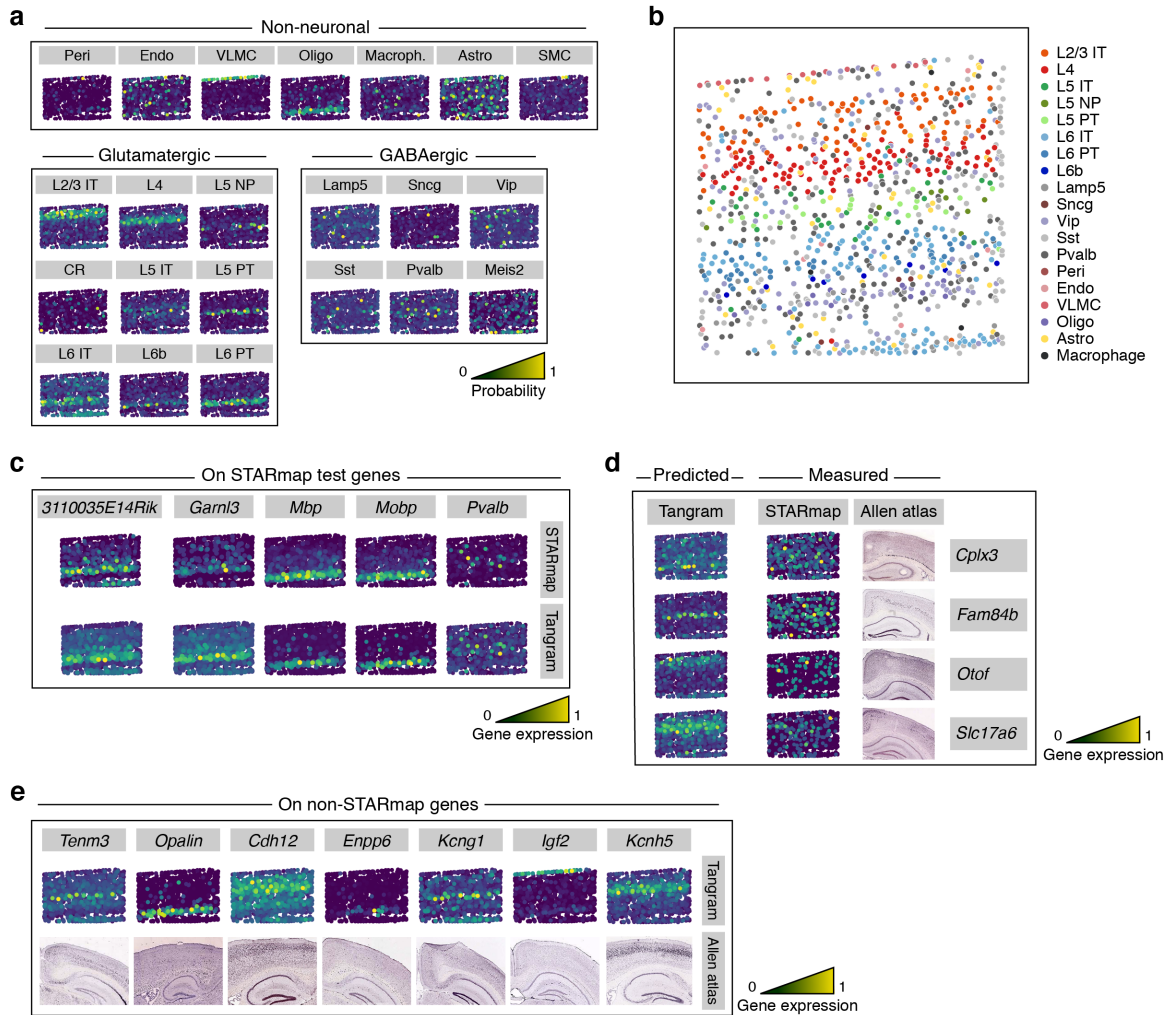 a
Non-neuronal
Peri Endo VLMC Oligo Macroph. Astro SMC
Glutamatergic
L2/3 IT L4 L5 NP
CR L5 IT L5 PT
L6 IT L6b L6 PT
GABAergic
Lamp5 Sncg Vip
Sst Pvalb Meis2
0 1
Probability
b
L2/3 IT
L4
L5 IT
L5 NP
L5 PT
L6 IT
L6 PT
L6b
Lamp5
Sncg
Vip
Sst
Pvalb
Peri
Endo
VLMC
Oligo
Astro
Macrophage
c
On STARmap test genes
3110035E14Rik Garnl3 Mbp Mobp Pvalb
STARmap
Tangram
0 1
Gene expression
d
Predicted Measured
Tangram STARmap Allen atlas
Cplx3
Fam84b
Otof
Slc17a6
0 1
Gene expression
e
On non-STARmap genes
Tenm3 Opalin Cdh12 Enpp6 Kcng1 Igf2 Kcnh5
Tangram
Allen atlas
0 1
Gene expression